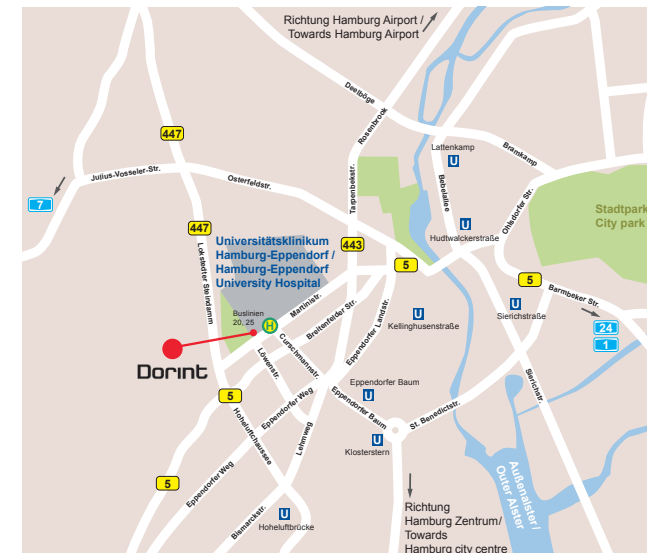 Richtung Hamburg Airport /
Towards Hamburg Airport
Deelböge
Rosenbrook
447
Lattenkamp
U
Bramkamp
Julius-Vosseler-Str.
Osterfeldstr.
Tarpenbekstr.
Bebelallee
7
Ohlsdorfer Str.
Stadtpark
City park
447
U
Hudtwalckerstraße
Lokstedter Steindamm
Universitätsklinikum
Hamburg-Eppendorf /
Hamburg-Eppendorf
University Hospital
443
5
5
Barmbeker Str.
Martinistr.
Buslinien
20, 25
H
Breitenfelder Str.
U
Kellinghusenstraße
U
Sierichstraße
24
1
Eppendorfer Landstr.
Curschmannstr.
Löwenstr.
Dorint
Eppendorfer Baum
U
Sierichstr.
5
Eppendorfer Weg
Eppendorfer Baum
St. Benedictstr.
Hoheluftchaussee
Lehmweg
U
Klosterstern
Eppendorfer Weg
5
Außenalster /
Outer Alster
Bismarckstr.
U
Hoheluftbrücke
Richtung
Hamburg Zentrum/
Towards
Hamburg city centre